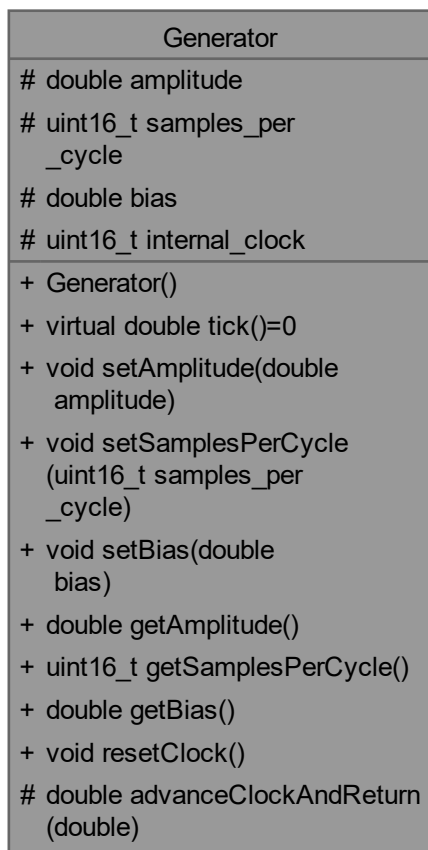 Generator
# double amplitude
# uint16_t samples_per
_cycle
# double bias
# uint16_t internal_clock
+ Generator()
+ virtual double tick()=0
+ void setAmplitude(double
amplitude)
+ void setSamplesPerCycle
(uint16_t samples_per
_cycle)
+ void setBias(double
bias)
+ double getAmplitude()
+ uint16_t getSamplesPerCycle()
+ double getBias()
+ void resetClock()
# double advanceClockAndReturn
(double)